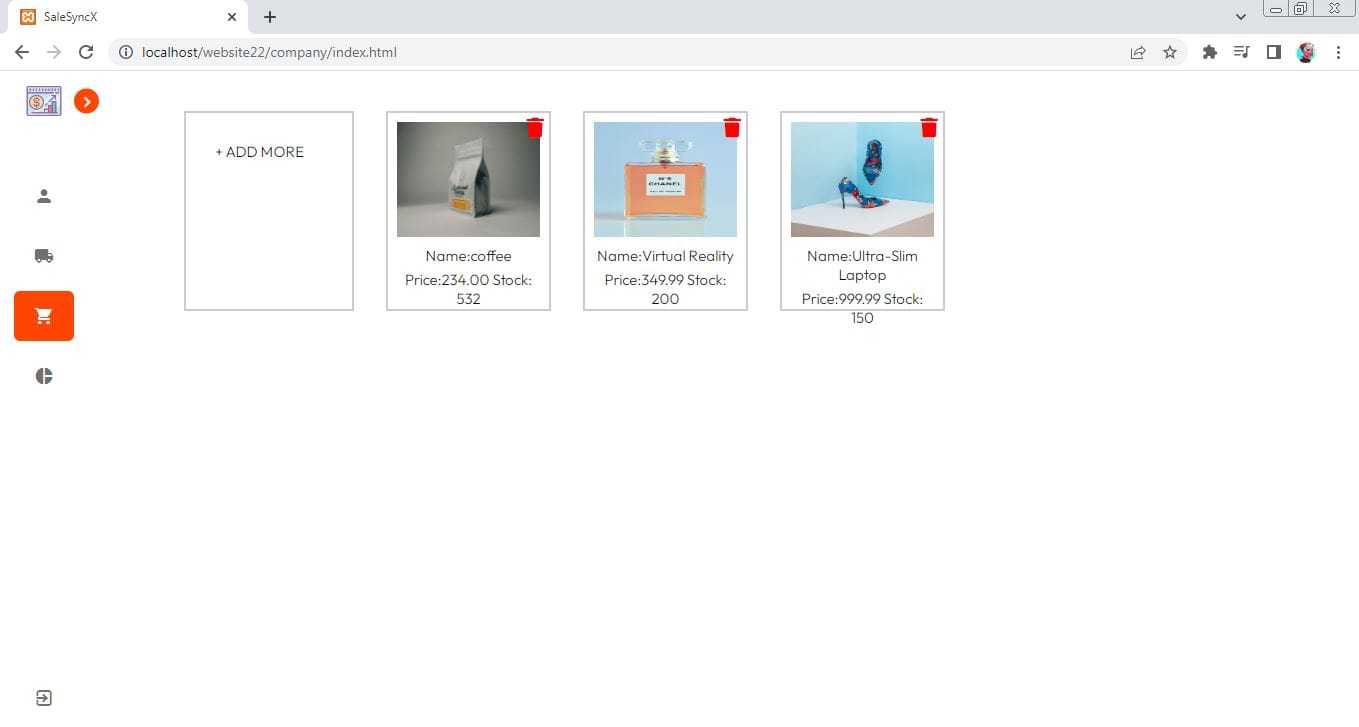 SaleSyncX
localhost/website22/company/index.html
+ ADD MORE
N°5
CHANEL
Name:coffee
Price:234.00 Stock:
532
Name:Virtual Reality
Price:349.99 Stock:
200
Name:Ultra-Slim
Laptop
Price:999.99 Stock:
150